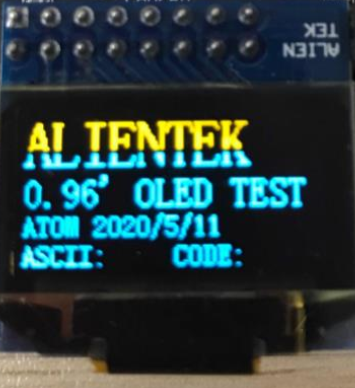 ALIEN
TEK
ALIENTEK
0.96' OLED TEST
ATOM 2020/5/11
ASCII: CODE: